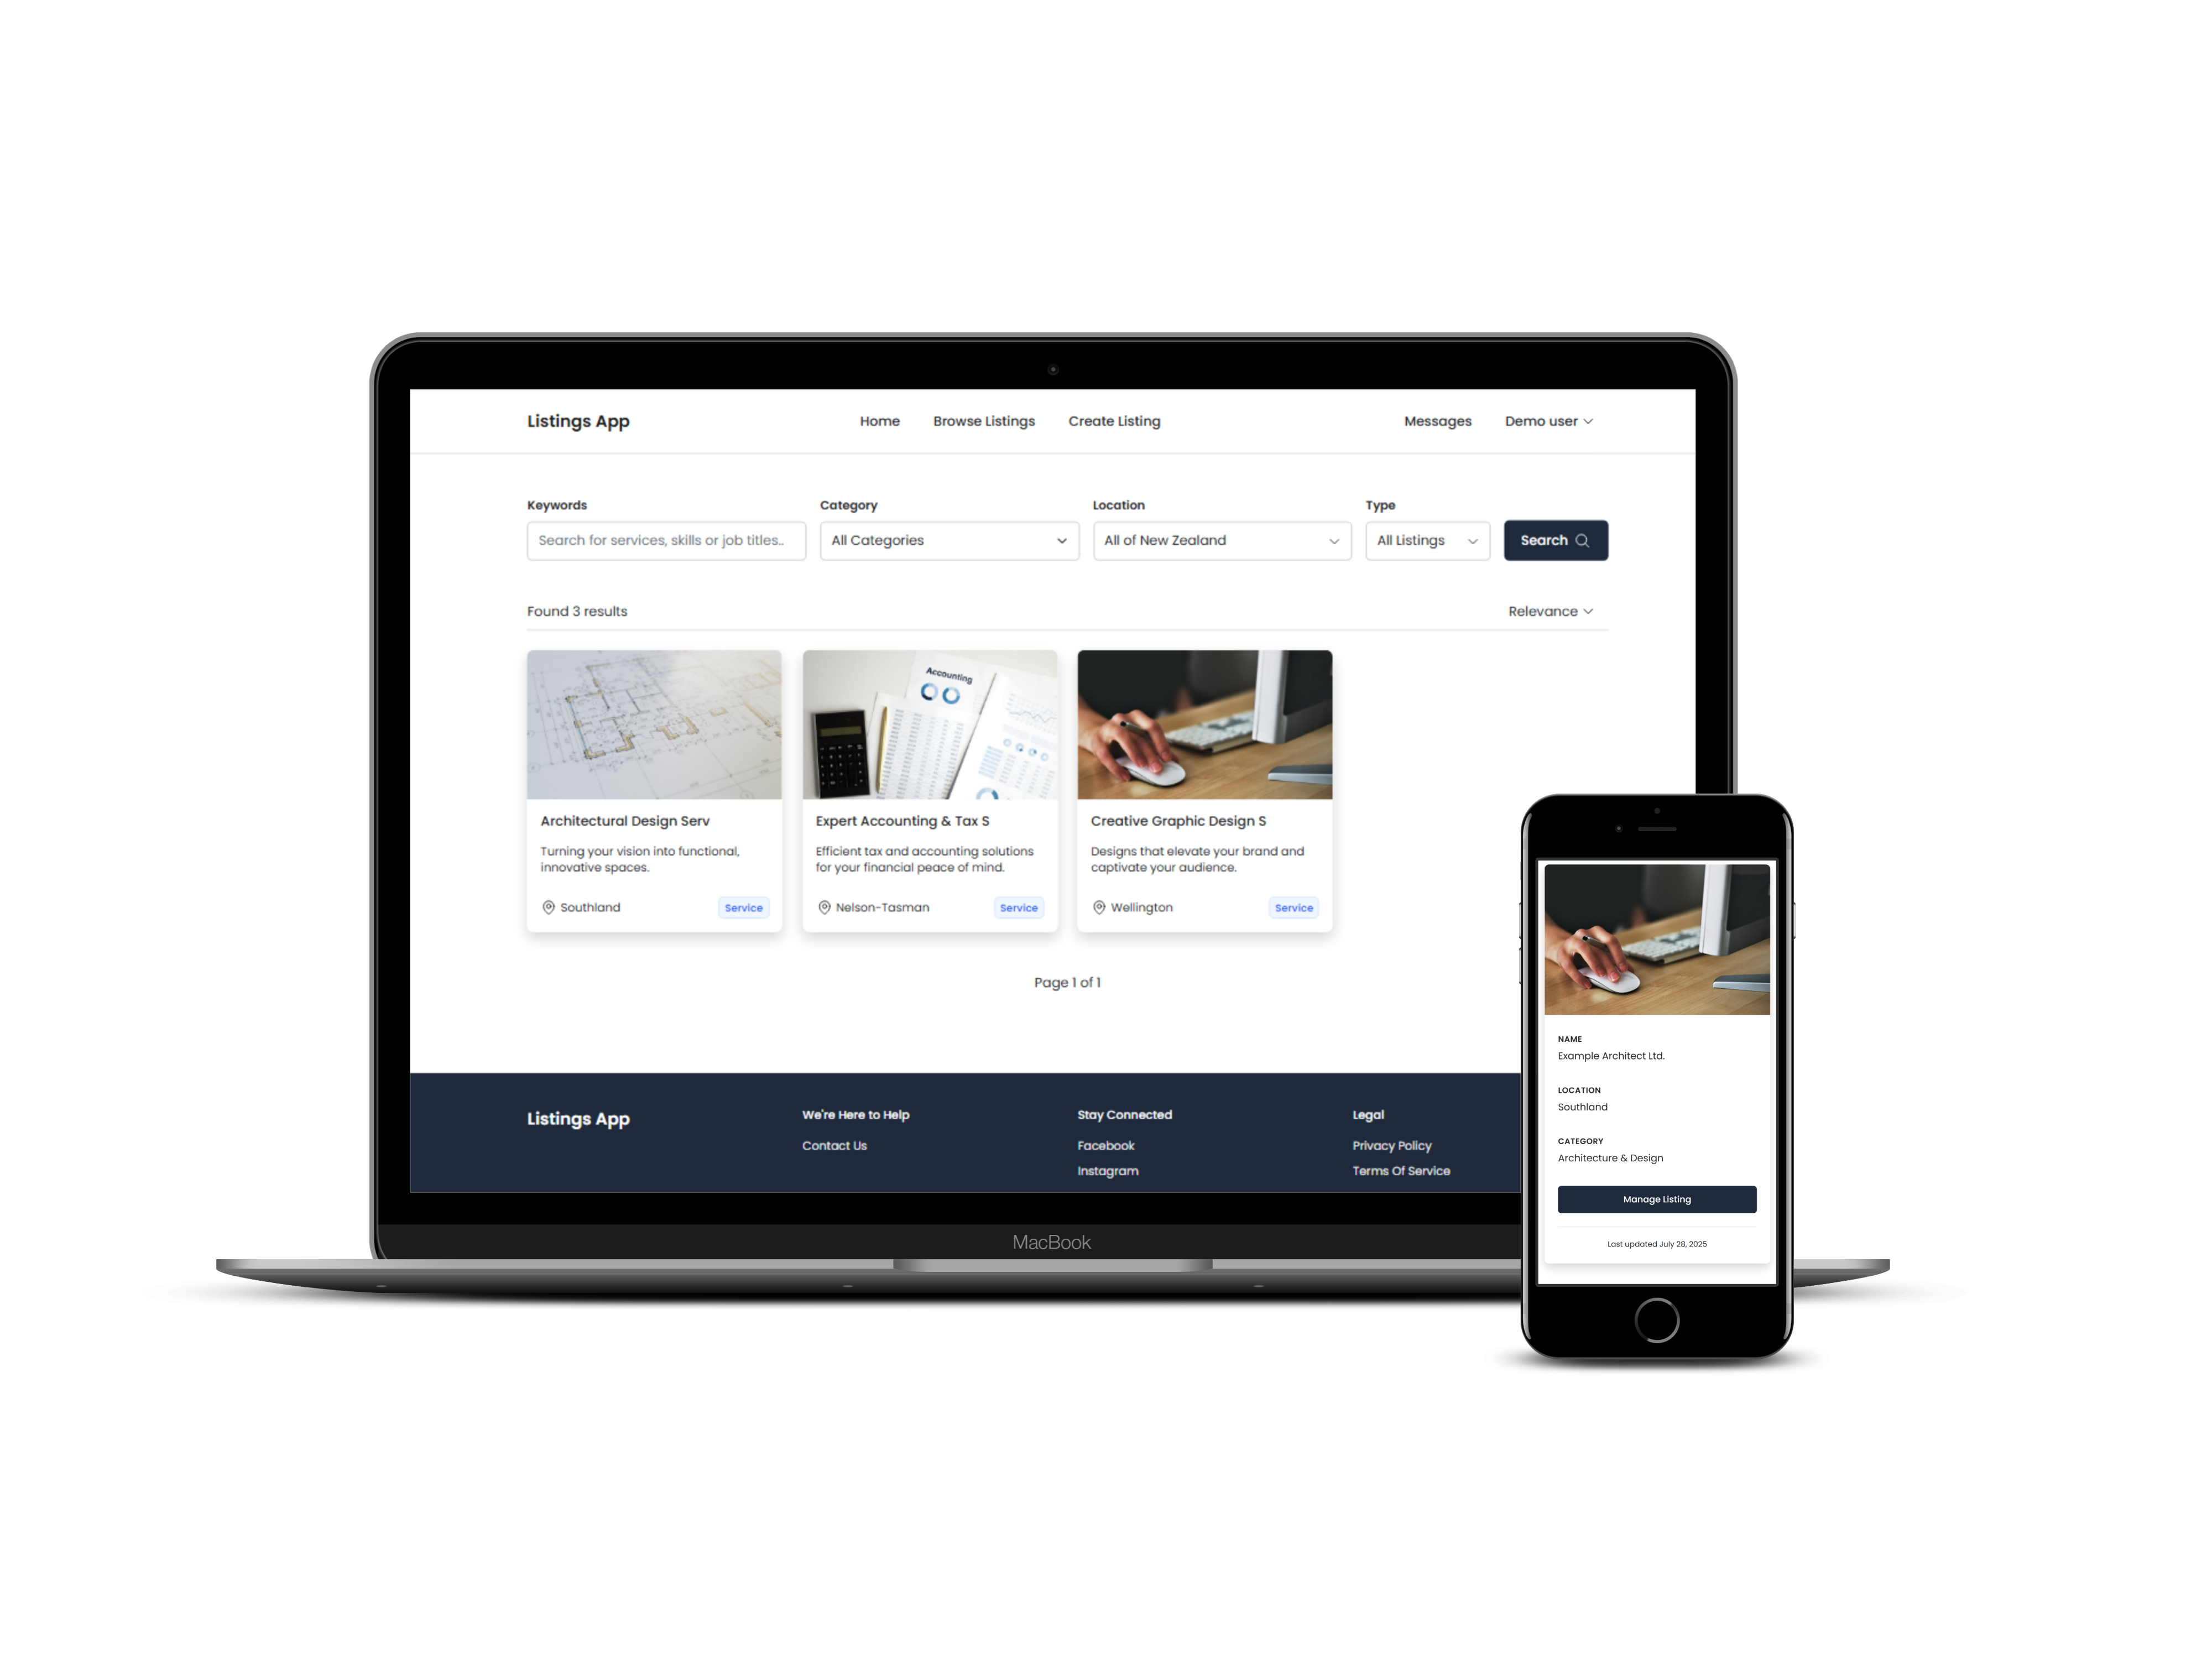 Listings App
Home
Browse Listings
Create Listing
Messages
Demo user
Keywords
Category
Location
Type
Search for services, skills or job titles..
All Categories
All of New Zealand
All Listings
Search
Found 3 results
Relevance
Accounting
Architectural Design Serv
Turning your vision into functional,
innovative spaces.
Southland
Service
Expert Accounting & Tax S
Efficient tax and accounting solutions
for your financial peace of mind.
Nelson-Tasman
Service
Creative Graphic Design S
Designs that elevate your brand and
captivate your audience.
Wellington
Service
Page 1 of 1
Listings App
We're Here to Help
Contact Us
Stay Connected
Facebook
Instagram
Legal
Privacy Policy
Terms Of Service
MacBook
NAME
Example Architect Ltd.
LOCATION
Southland
CATEGORY
Architecture & Design
Manage Listing
Last updated July 28, 2025